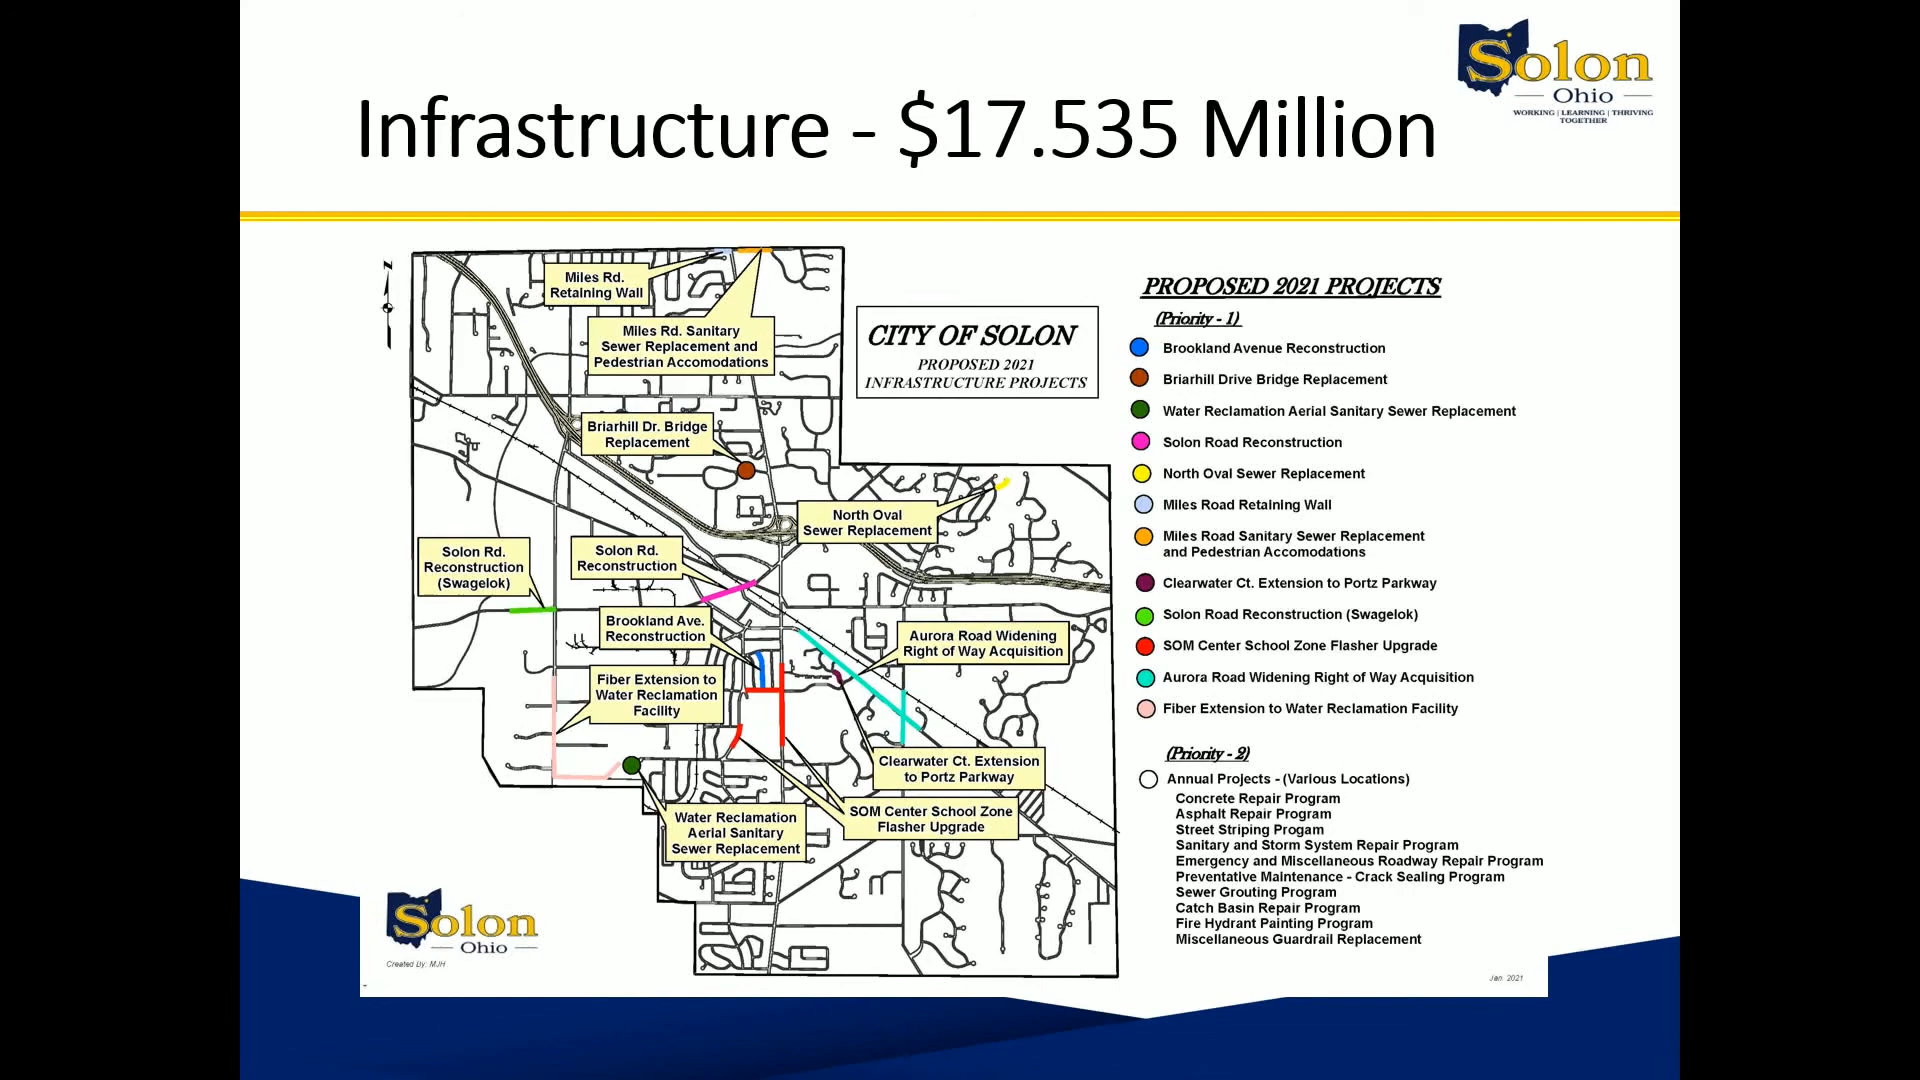 Solon
Ohio
WORKING | LEARNING | THRIVING
TOGETHER
Infrastructure - $17.535 Million
N
Miles Rd.
Retaining Wall
Miles Rd. Sanitary
Sewer Replacement and
Pedestrian Accomodations
CITY OF SOLON
PROPOSED 2021
INFRASTRUCTURE PROJECTS
Briarhill Dr. Bridge
Replacement
North Oval
Sewer Replacement
Solon Rd.
Reconstruction
(Swagelok)
Solon Rd.
Reconstruction
Brookland Ave.
Reconstruction
Aurora Road Widening
Right of Way Acquisition
Fiber Extension to
Water Reclamation
Facility
Clearwater Ct. Extension
to Portz Parkway
SOM Center School Zone
Flasher Upgrade
Water Reclamation
Aerial Sanitary
Sewer Replacement
Solon
Ohio
Created By: MJH
PROPOSED 2021 PROJECTS
(Priority - 1)
Brookland Avenue Reconstruction
Briarhill Drive Bridge Replacement
Water Reclamation Aerial Sanitary Sewer Replacement
Solon Road Reconstruction
North Oval Sewer Replacement
Miles Road Retaining Wall
Miles Road Sanitary Sewer Replacement
and Pedestrian Accomodations
Clearwater Ct. Extension to Portz Parkway
Solon Road Reconstruction (Swagelok)
SOM Center School Zone Flasher Upgrade
Aurora Road Widening Right of Way Acquisition
Fiber Extension to Water Reclamation Facility
(Priority - 2)
Annual Projects - (Various Locations)
Concrete Repair Program
Asphalt Repair Program
Street Striping Progam
Sanitary and Storm System Repair Program
Emergency and Miscellaneous Roadway Repair Program
Preventative Maintenance - Crack Sealing Program
Sewer Grouting Program
Catch Basin Repair Program
Fire Hydrant Painting Program
Miscellaneous Guardrail Replacement
Jan. 2021